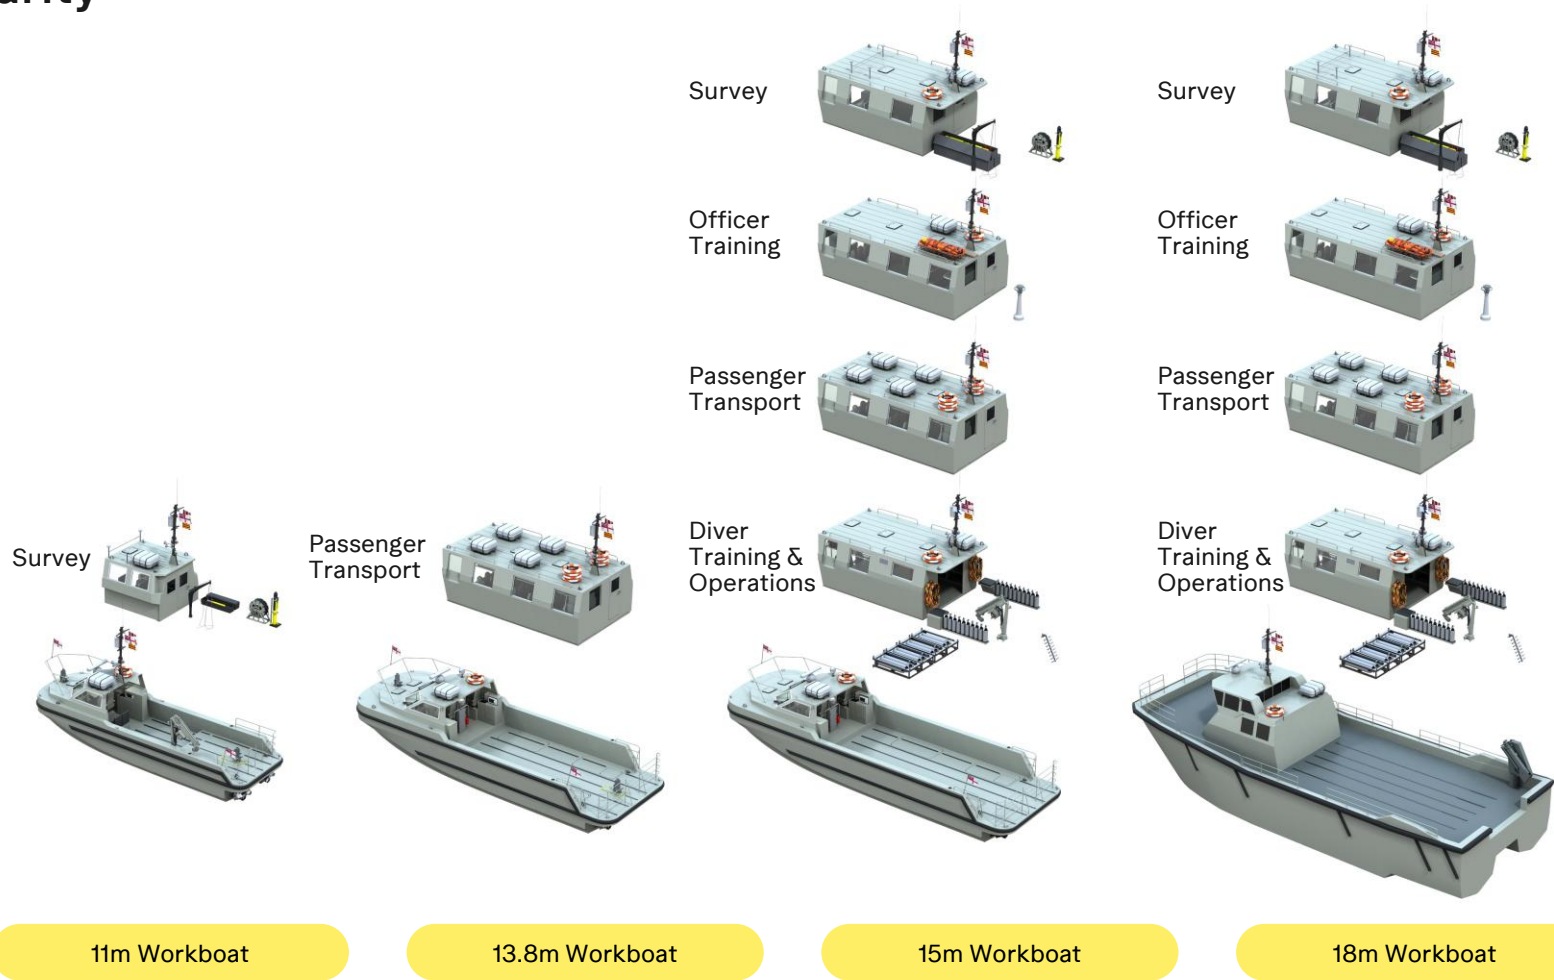 Survey
Survey
Officer
Training
Officer
Training
Passenger
Transport
Passenger
Transport
Survey
Passenger
Transport
Diver
Training &
Operations
Diver
Training &
Operations
11m Workboat
13.8m Workboat
15m Workboat
18m Workboat